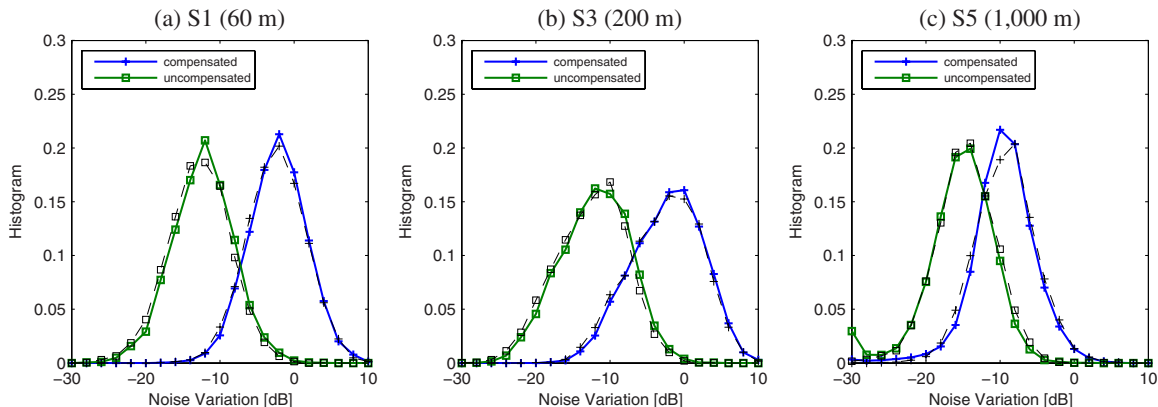 (a) S1 (60 m)
0.3
0.25
0.2
0.15
0.1
0.05
0
Histogram
compensated
uncompensated
−30 −20 −10 0 10
Noise Variation [dB]
(b) S3 (200 m)
0.3
0.25
0.2
0.15
0.1
0.05
0
Histogram
compensated
uncompensated
−30 −20 −10 0 10
Noise Variation [dB]
(c) S5 (1,000 m)
0.3
0.25
0.2
0.15
0.1
0.05
0
Histogram
compensated
uncompensated
−30 −20 −10 0 10
Noise Variation [dB]